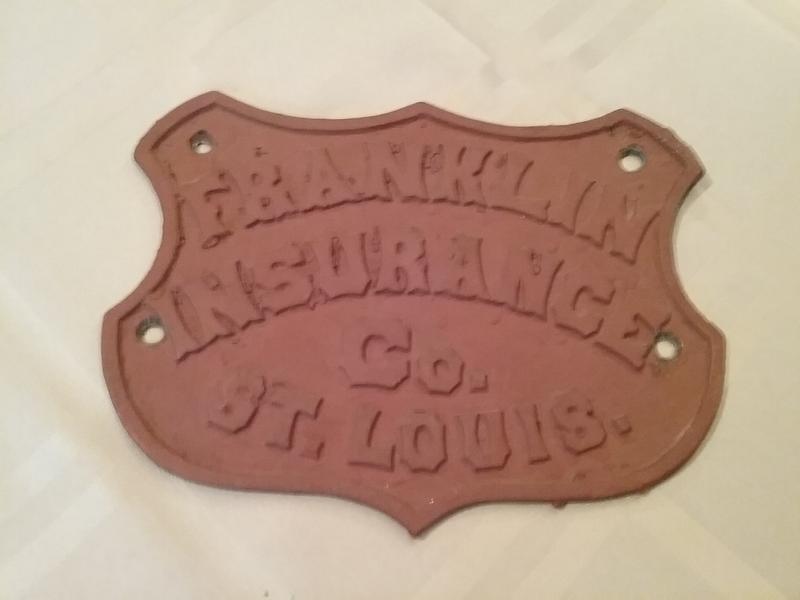 FRANKLIN
INSURANCE
Co.
ST. LOUIS.